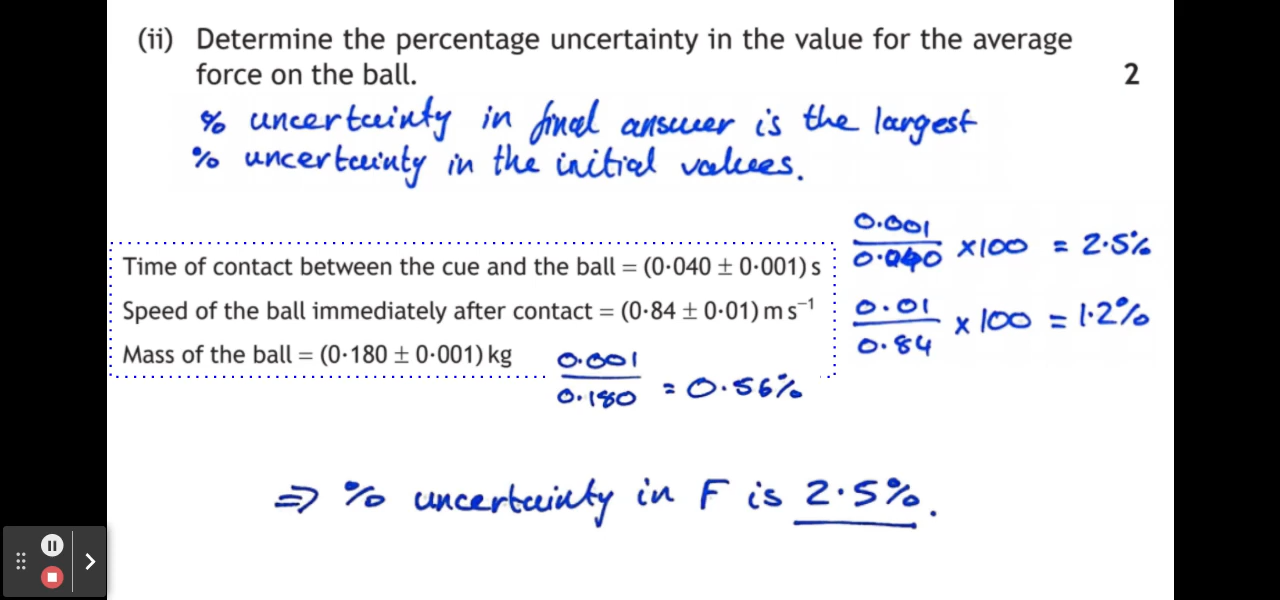 (ii) Determine the percentage uncertainty in the value for the average
force on the ball. 2
% uncertainty in final answer is the largest
% uncertainty in the initial values.
0.001
0.040 ×100 = 2.5%
Time of contact between the cue and the ball = (0·040 ± 0·001) s
Speed of the ball immediately after contact = (0·84 ± 0·01) m s⁻¹
0.01
0.84 × 100 = 1.2%
Mass of the ball = (0·180 ± 0·001) kg
0.001
0.180 = 0.56%
⇒ % uncertainty in F is 2.5%.